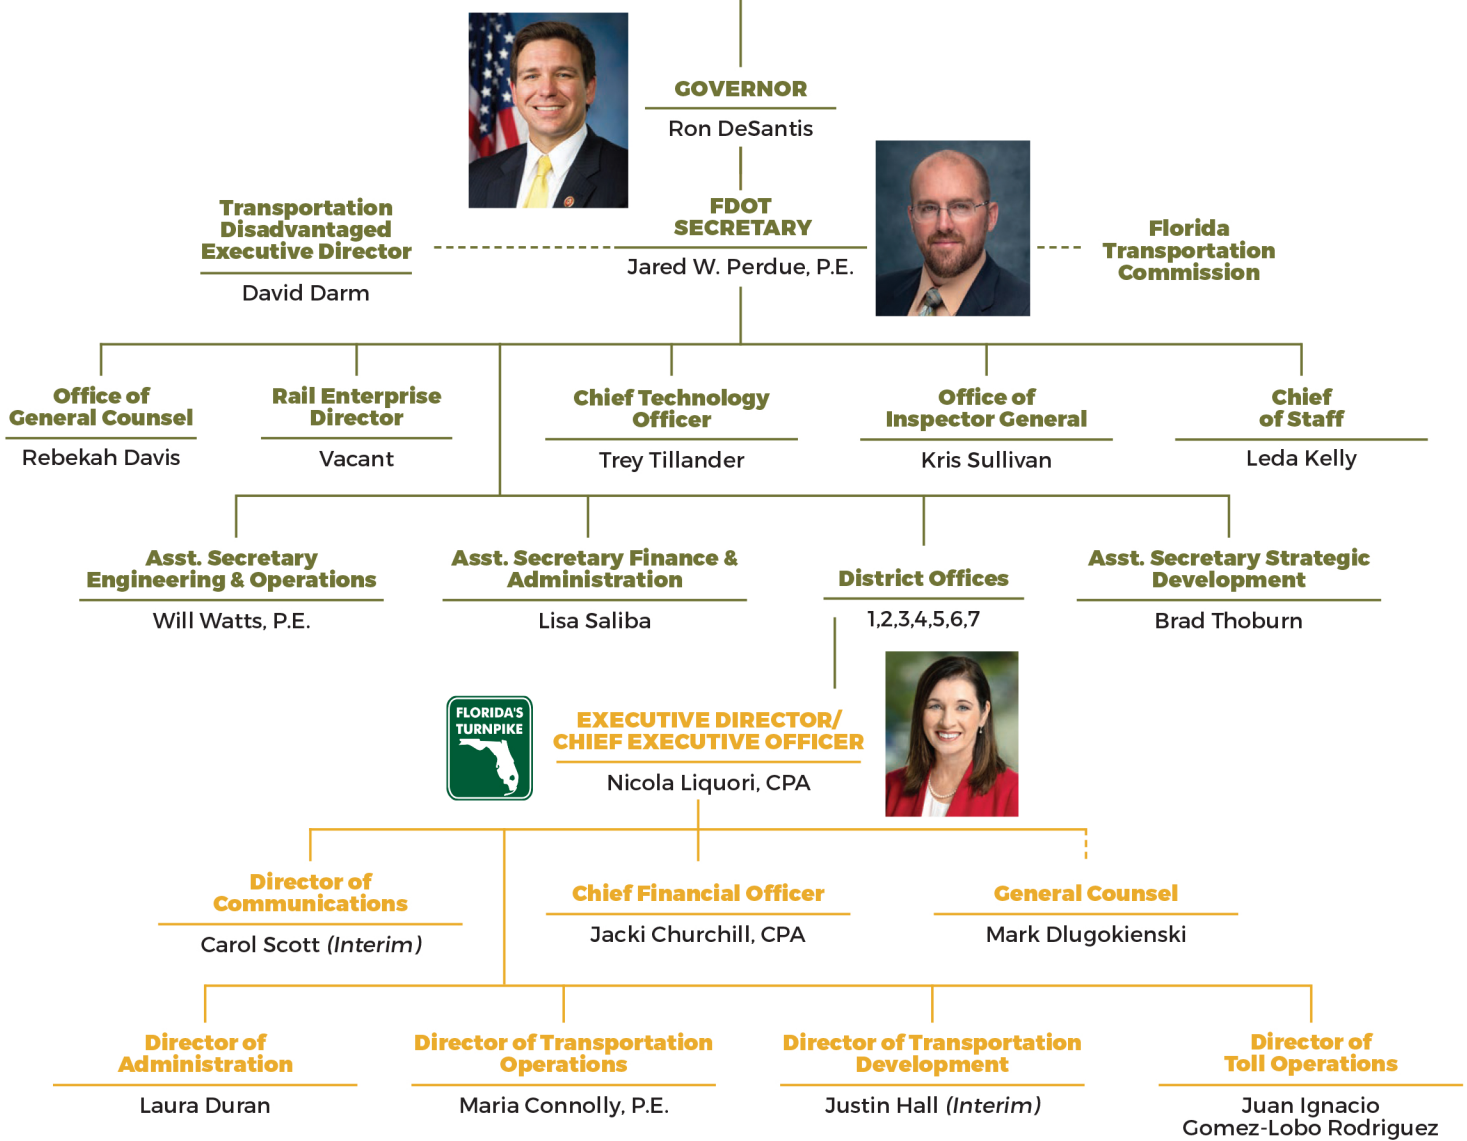 GOVERNOR
Ron DeSantis
FDOT
SECRETARY
Jared W. Perdue, P.E.
Transportation
Disadvantaged
Executive Director
David Darm
Florida
Transportation
Commission
Office of
General Counsel
Rebekah Davis
Rail Enterprise
Director
Vacant
Chief Technology
Officer
Trey Tillander
Office of
Inspector General
Kris Sullivan
Chief
of Staff
Leda Kelly
Asst. Secretary
Engineering & Operations
Will Watts, P.E.
Asst. Secretary Finance &
Administration
Lisa Saliba
District Offices
1,2,3,4,5,6,7
Asst. Secretary Strategic
Development
Brad Thoburn
FLORIDA'S
TURNPIKE
EXECUTIVE DIRECTOR/
CHIEF EXECUTIVE OFFICER
Nicola Liquori, CPA
Director of
Communications
Carol Scott (Interim)
Chief Financial Officer
Jacki Churchill, CPA
General Counsel
Mark Dlugokienski
Director of
Administration
Laura Duran
Director of Transportation
Operations
Maria Connolly, P.E.
Director of Transportation
Development
Justin Hall (Interim)
Director of
Toll Operations
Juan Ignacio
Gomez-Lobo Rodriguez